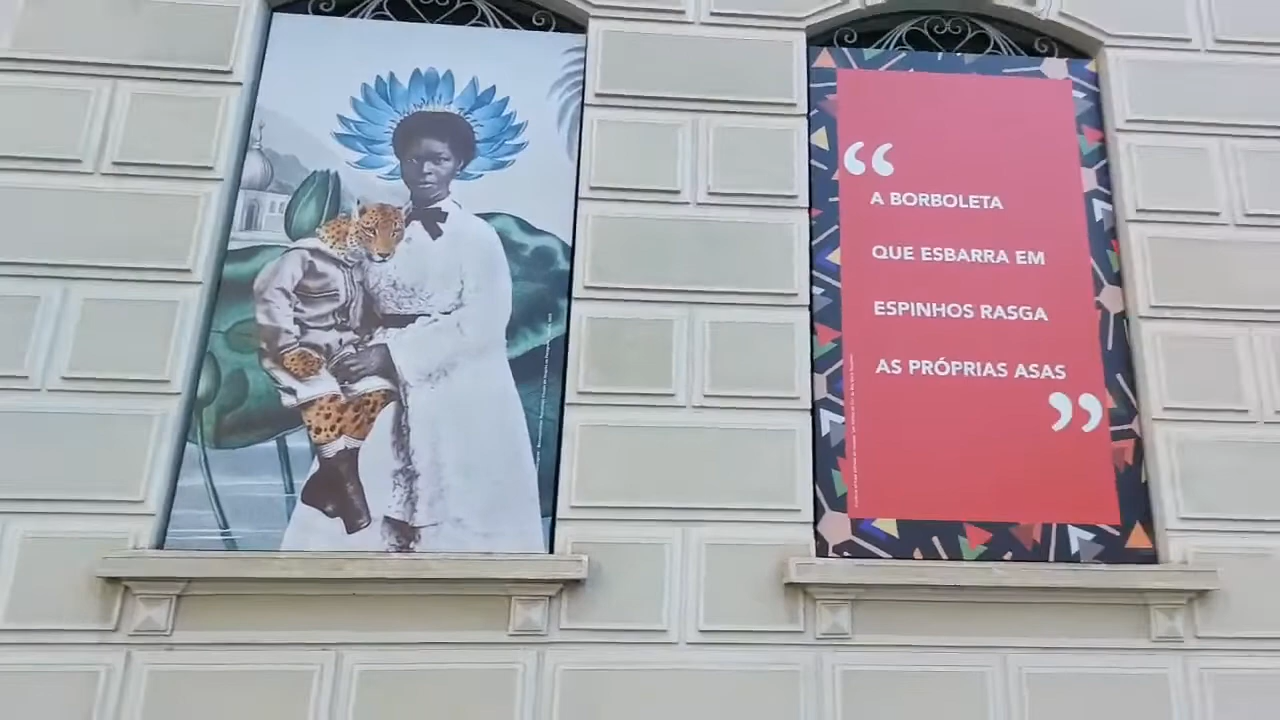 “
A BORBOLETA
QUE ESBARRA EM
ESPINHOS RASGA
AS PRÓPRIAS ASAS
”